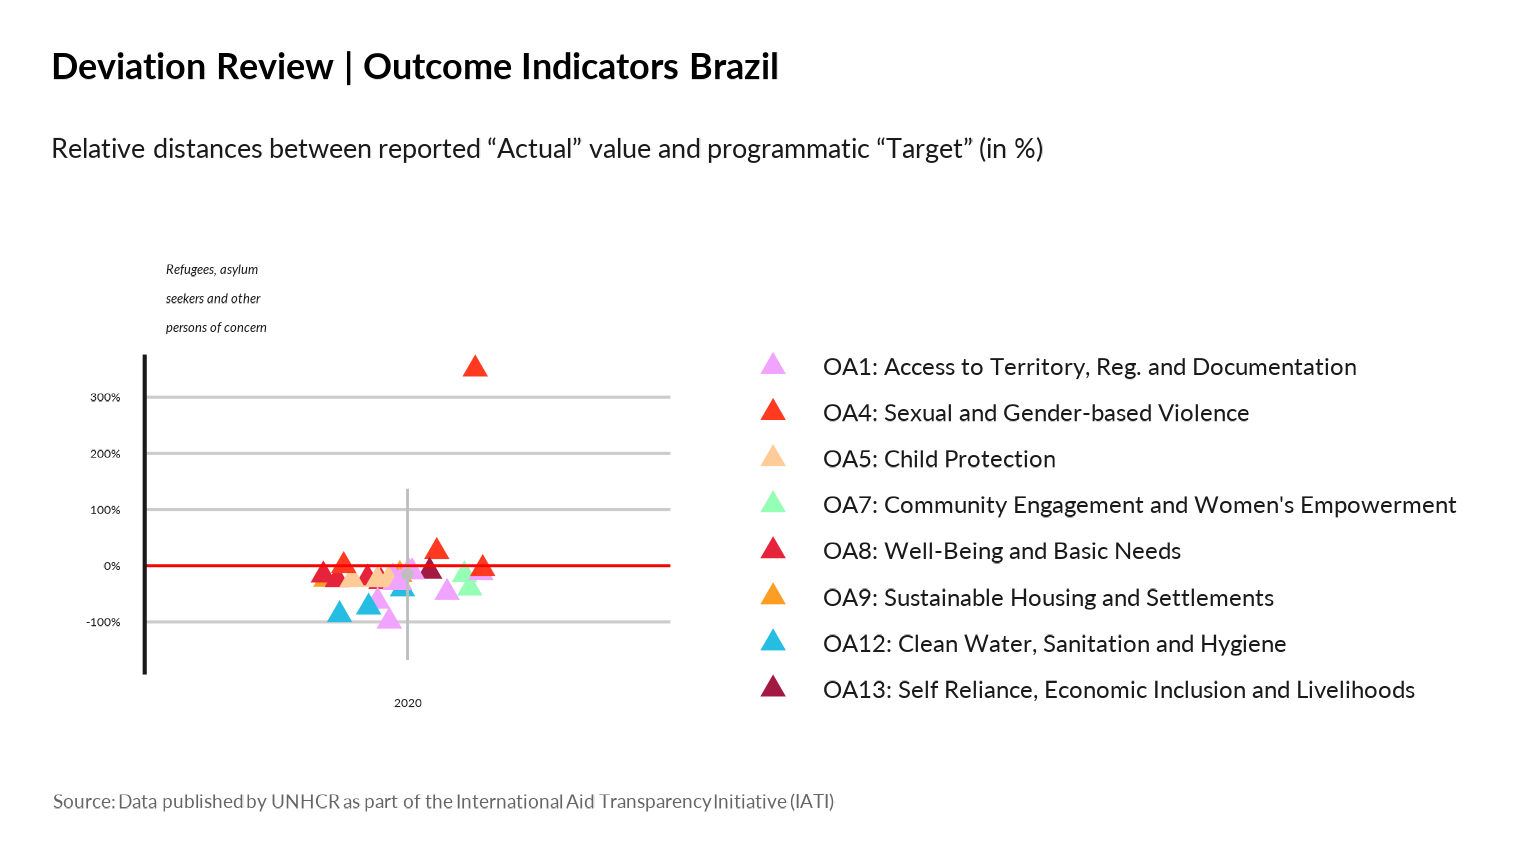 Deviation Review | Outcome Indicators Brazil
Relative distances between reported “Actual” value and programmatic “Target” (in %)
Refugees, asylum
seekers and other
persons of concern
300%
200%
100%
0%
-100%
2020
OA1: Access to Territory, Reg. and Documentation
OA4: Sexual and Gender-based Violence
OA5: Child Protection
OA7: Community Engagement and Women's Empowerment
OA8: Well-Being and Basic Needs
OA9: Sustainable Housing and Settlements
OA12: Clean Water, Sanitation and Hygiene
OA13: Self Reliance, Economic Inclusion and Livelihoods
Source: Data published by UNHCR as part of the International Aid Transparency Initiative (IATI)